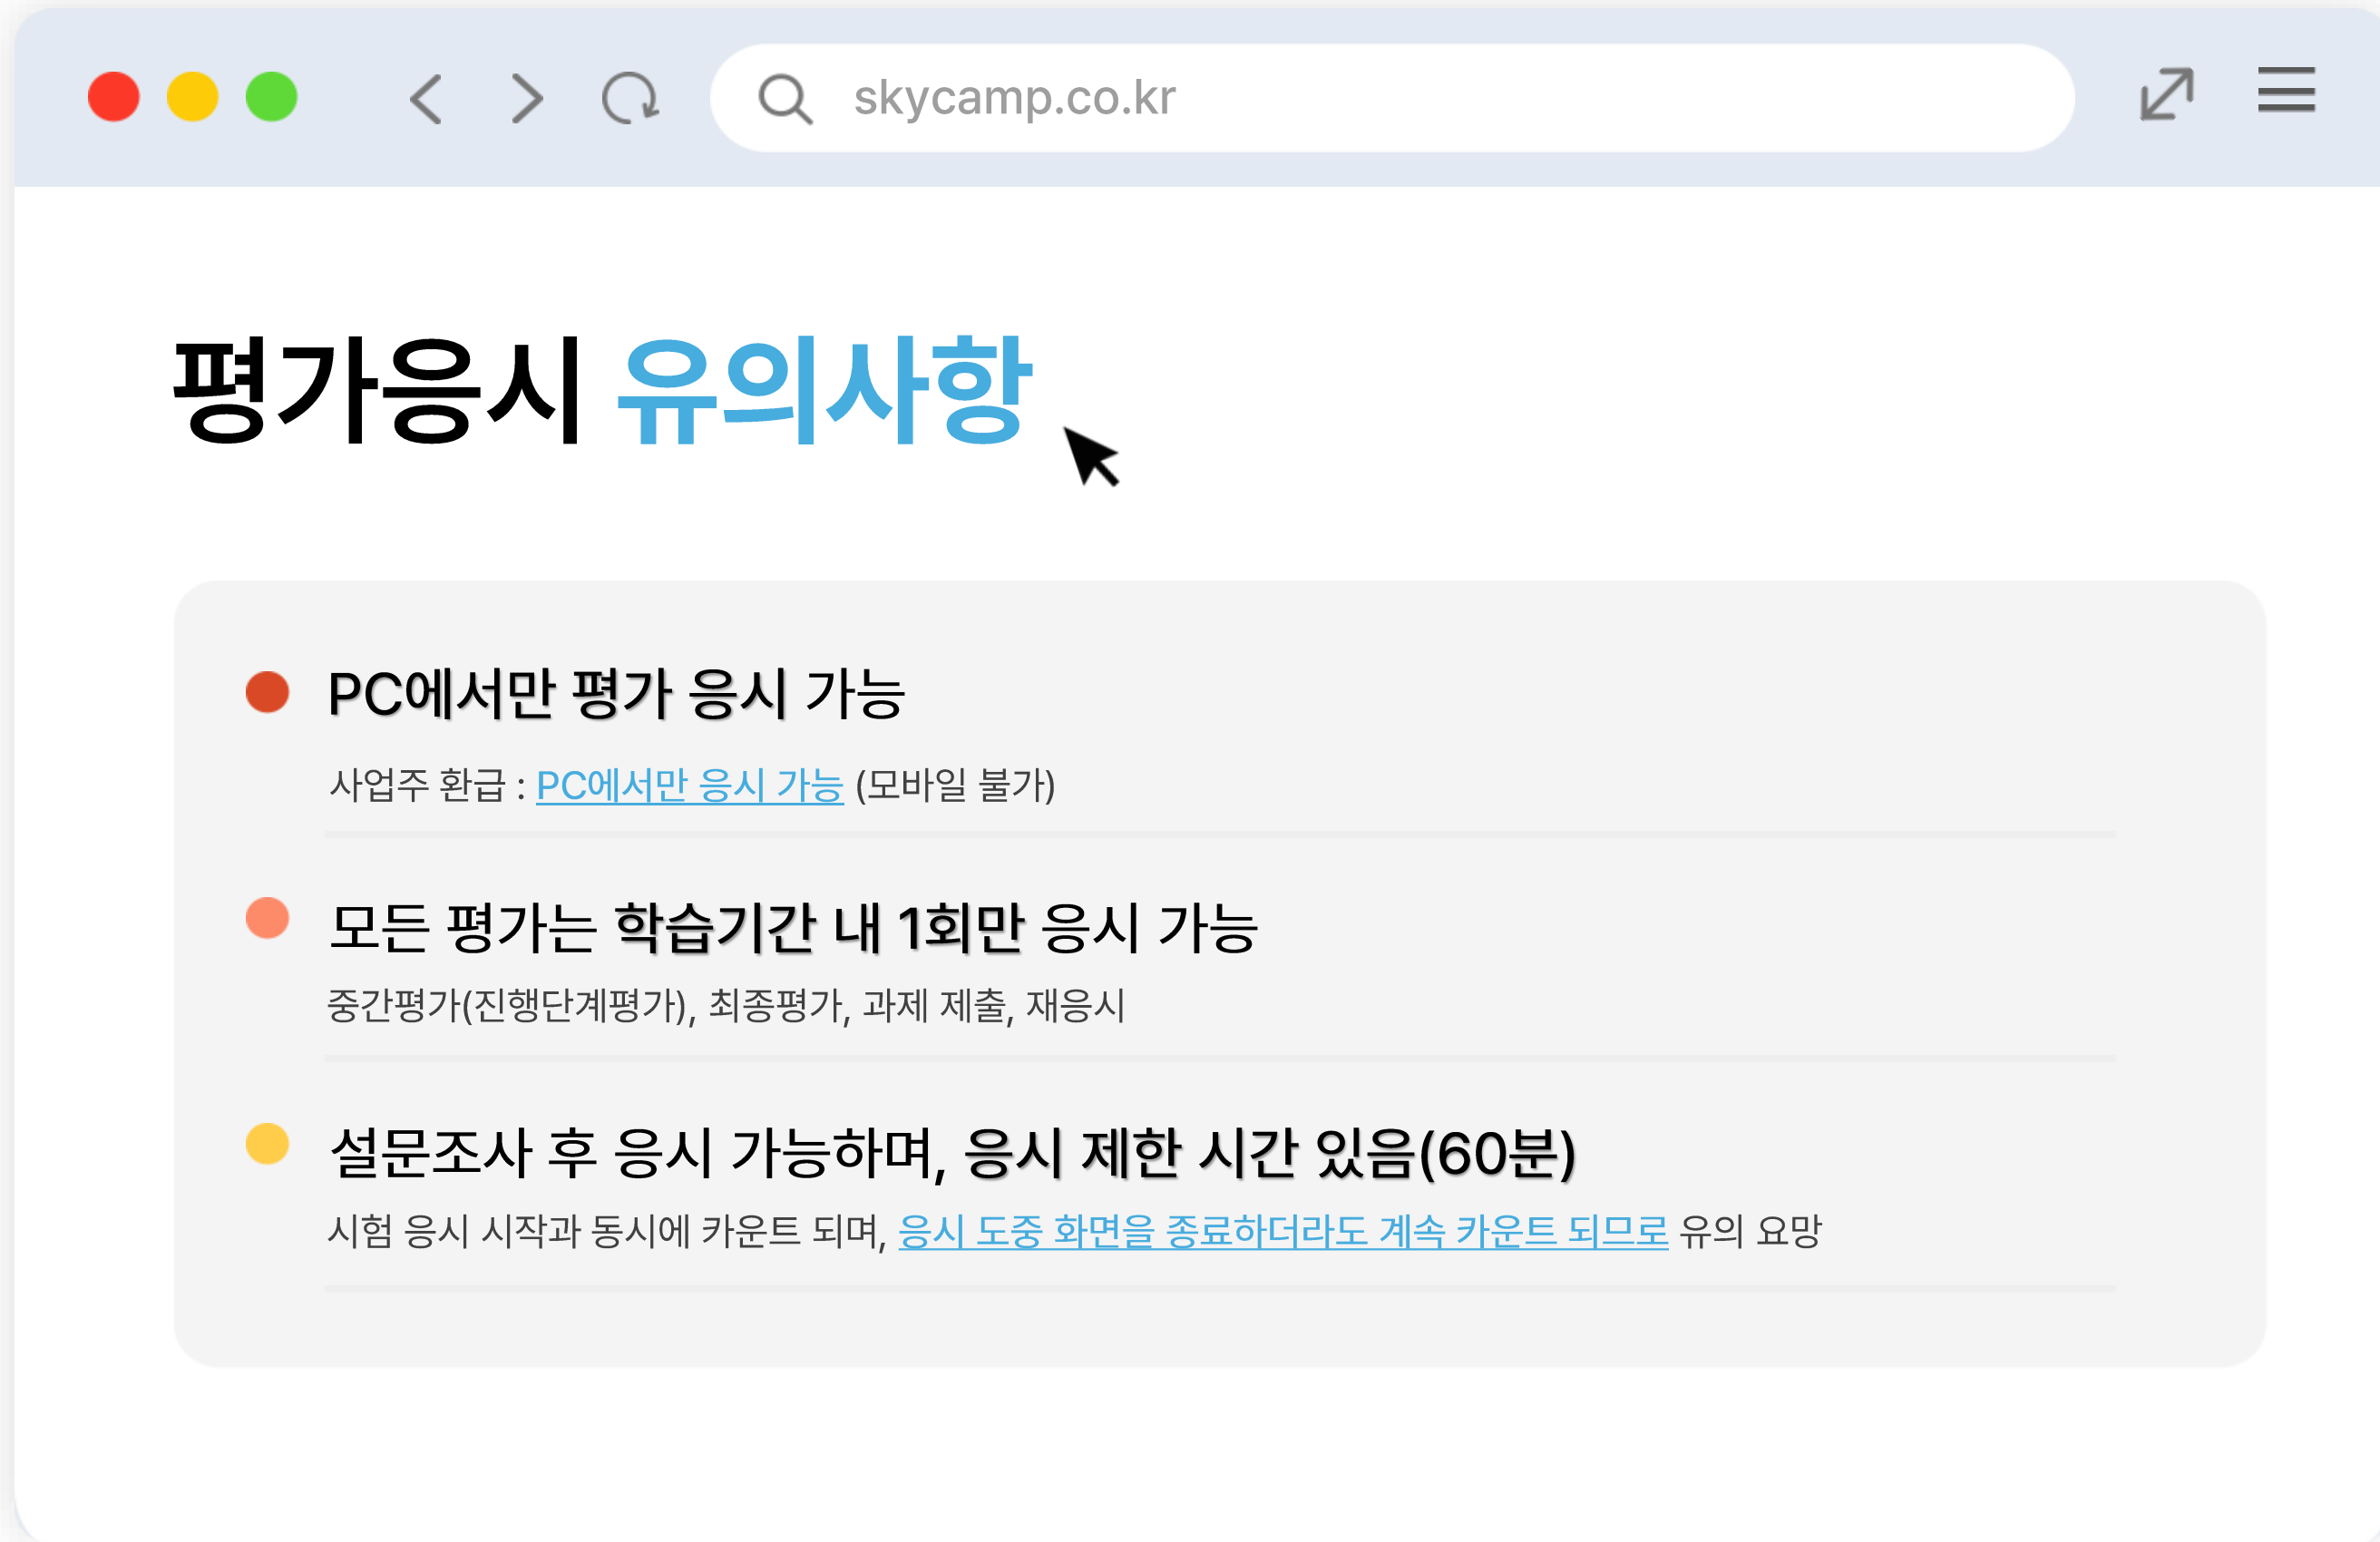 skycamp.co.kr
평가응시 유의사항
PC에서만 평가 응시 가능
사업주 환급 : PC에서만 응시 가능 (모바일 불가)
모든 평가는 학습기간 내 1회만 응시 가능
중간평가(진행단계평가), 최종평가, 과제 제출, 재응시
설문조사 후 응시 가능하며, 응시 제한 시간 있음(60분)
시험 응시 시작과 동시에 카운트 되며, 응시 도중 화면을 종료하더라도 계속 카운트 되므로 유의 요망